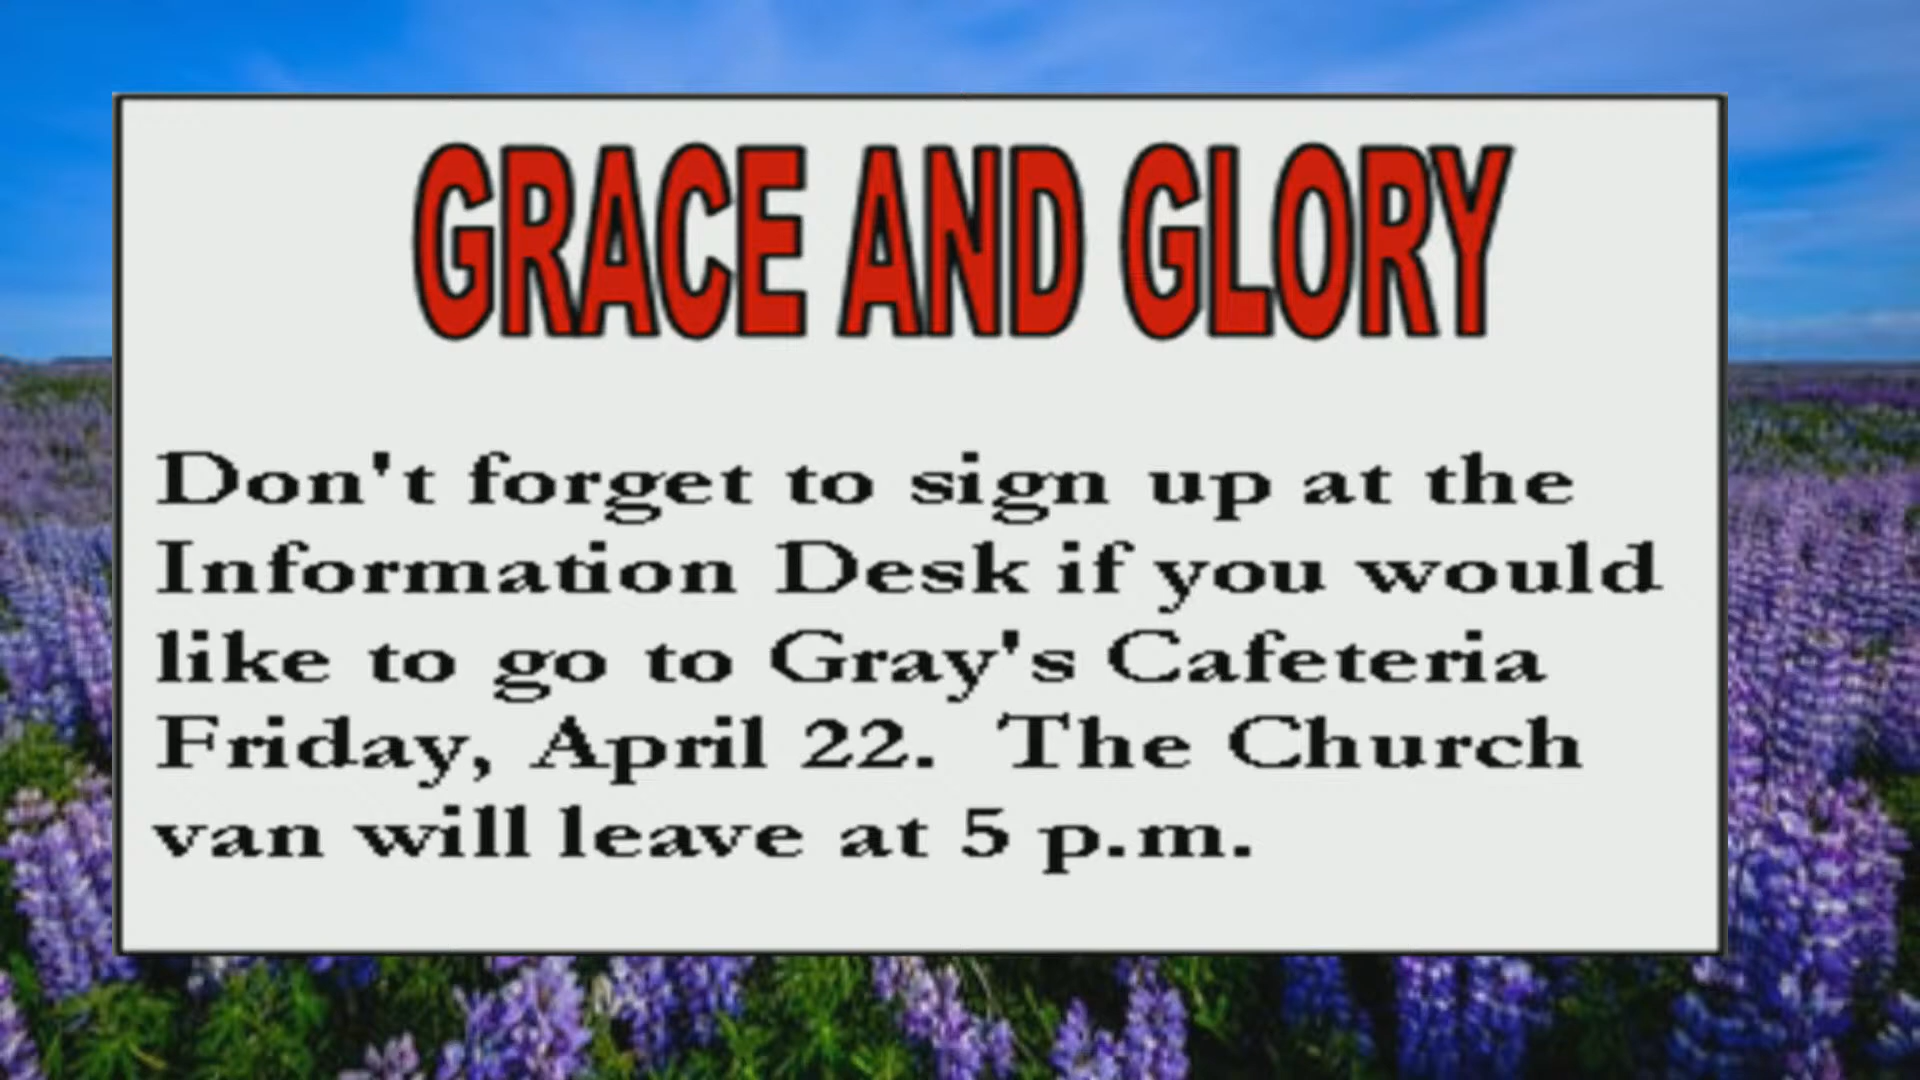 GRACE AND GLORY
Don't forget to sign up at the
Information Desk if you would
like to go to Gray's Cafeteria
Friday, April 22.  The Church
van will leave at 5 p.m.